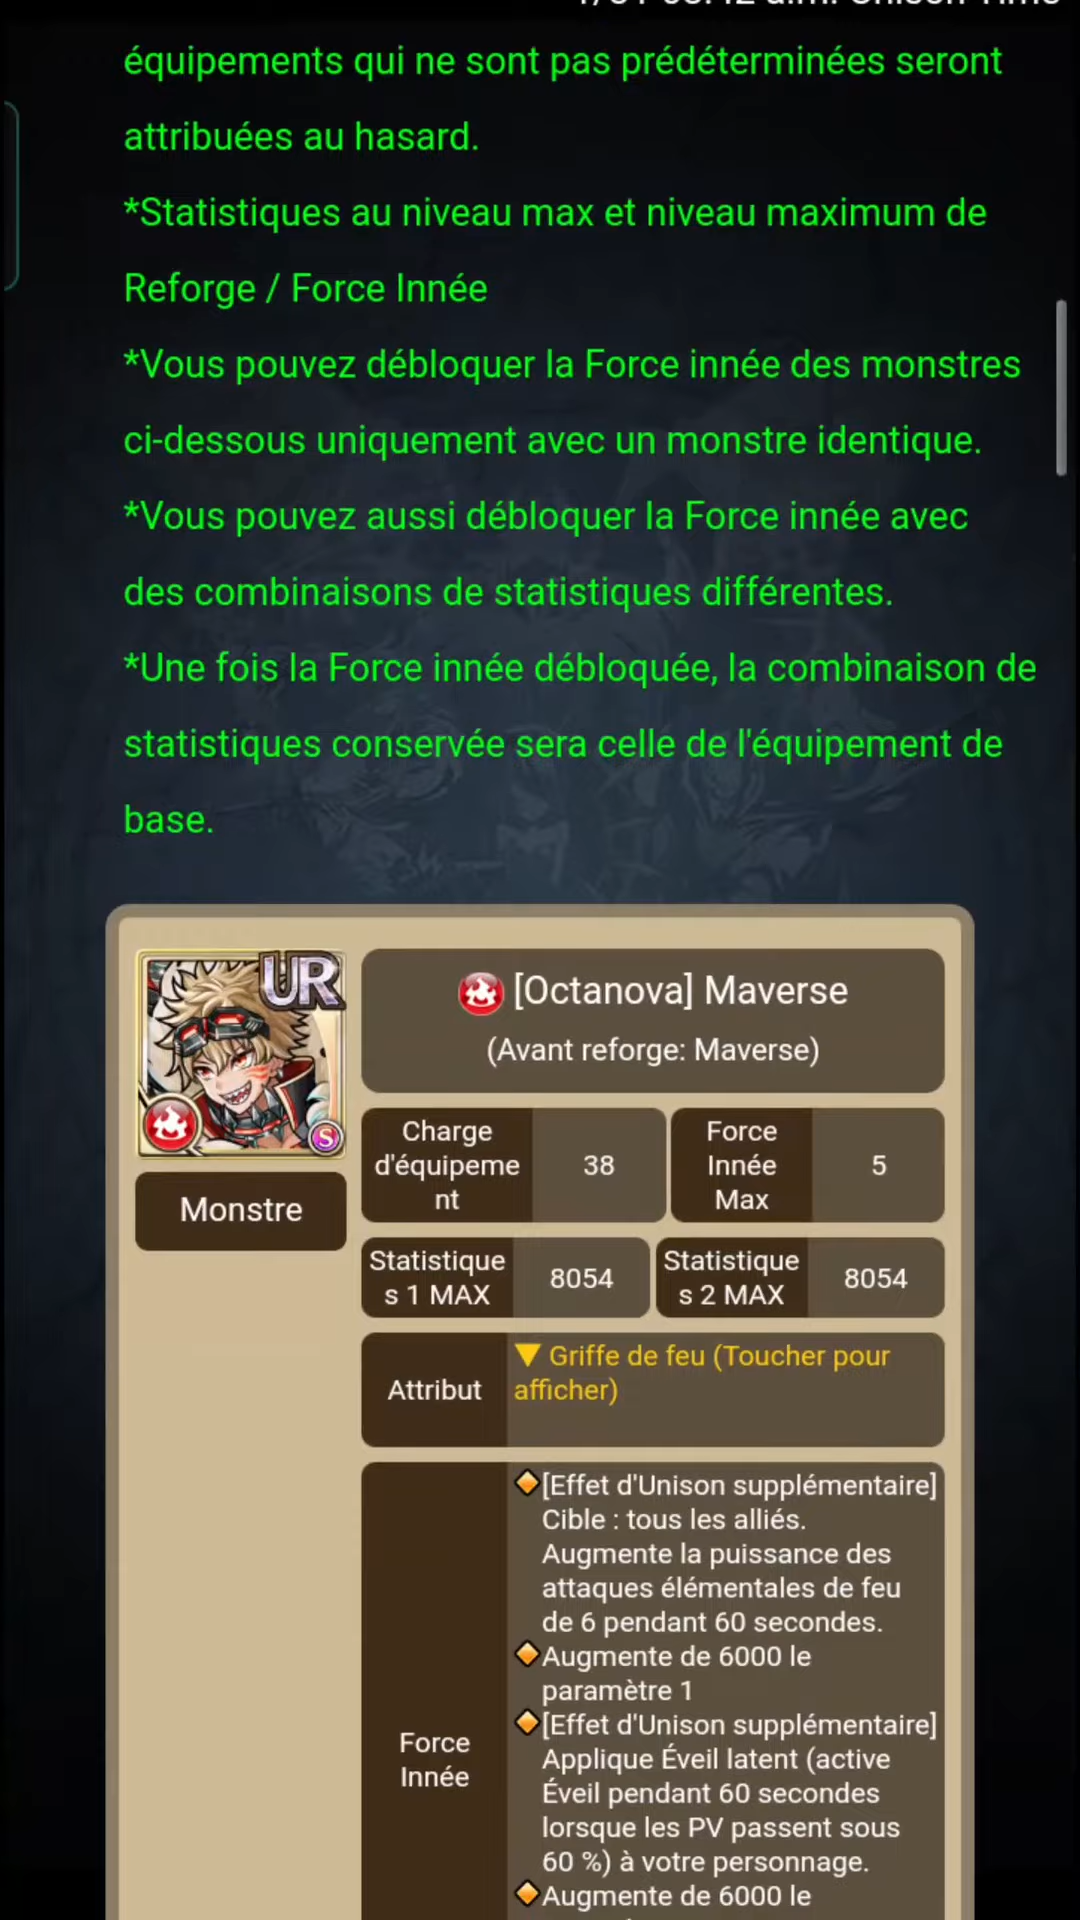 équipements qui ne sont pas prédéterminées seront
attribuées au hasard.
*Statistiques au niveau max et niveau maximum de
Reforge / Force Innée
*Vous pouvez débloquer la Force innée des monstres
ci-dessous uniquement avec un monstre identique.
*Vous pouvez aussi débloquer la Force innée avec
des combinaisons de statistiques différentes.
*Une fois la Force innée débloquée, la combinaison de
statistiques conservée sera celle de l'équipement de
base.
UR
S
Monstre
[Octanova] Maverse
(Avant reforge: Maverse)
Charge
d'équipeme
nt
38
Force
Innée
Max
5
Statistique
s 1 MAX
8054
Statistique
s 2 MAX
8054
Attribut
▼ Griffe de feu (Toucher pour
afficher)
Force
Innée
[Effet d'Unison supplémentaire]
Cible : tous les alliés.
Augmente la puissance des
attaques élémentales de feu
de 6 pendant 60 secondes.
Augmente de 6000 le
paramètre 1
[Effet d'Unison supplémentaire]
Applique Éveil latent (active
Éveil pendant 60 secondes
lorsque les PV passent sous
60 %) à votre personnage.
Augmente de 6000 le